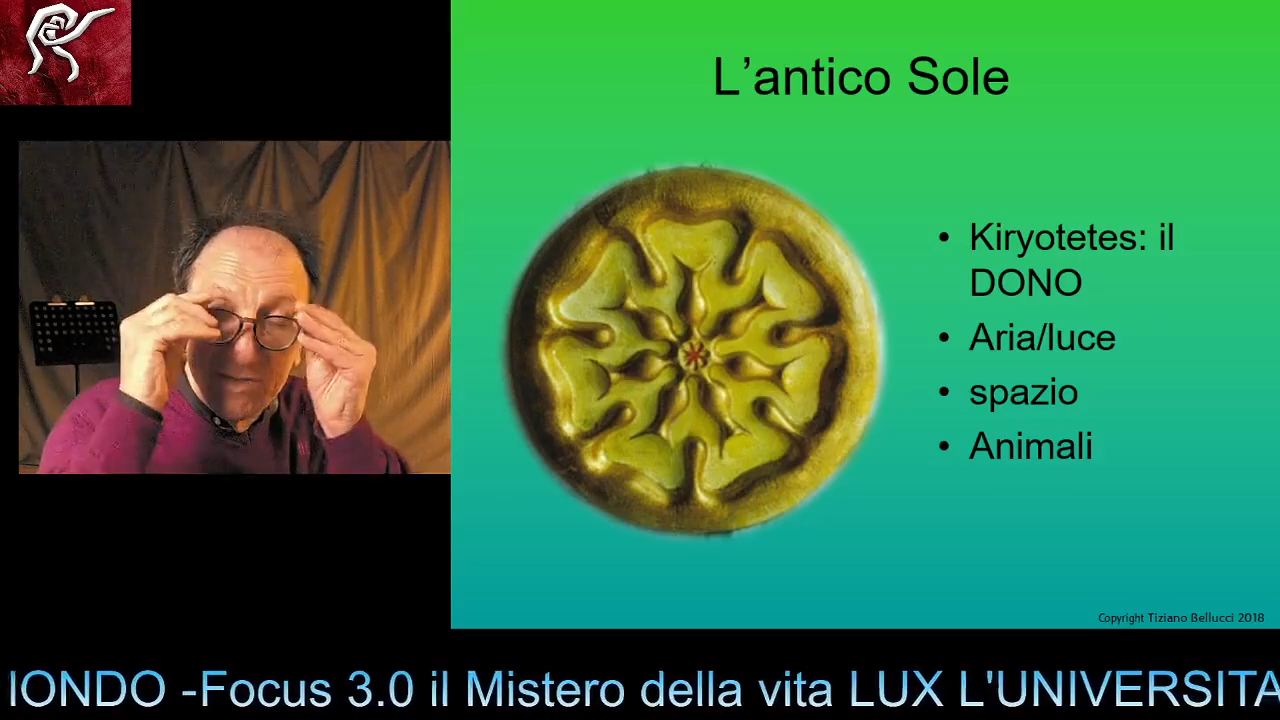 L’antico Sole
• Kiryotetes: il
DONO
• Aria/luce
• spazio
• Animali
Copyright Tiziano Bellucci 2018
IONDO -Focus 3.0 il Mistero della vita LUX L'UNIVERSITA